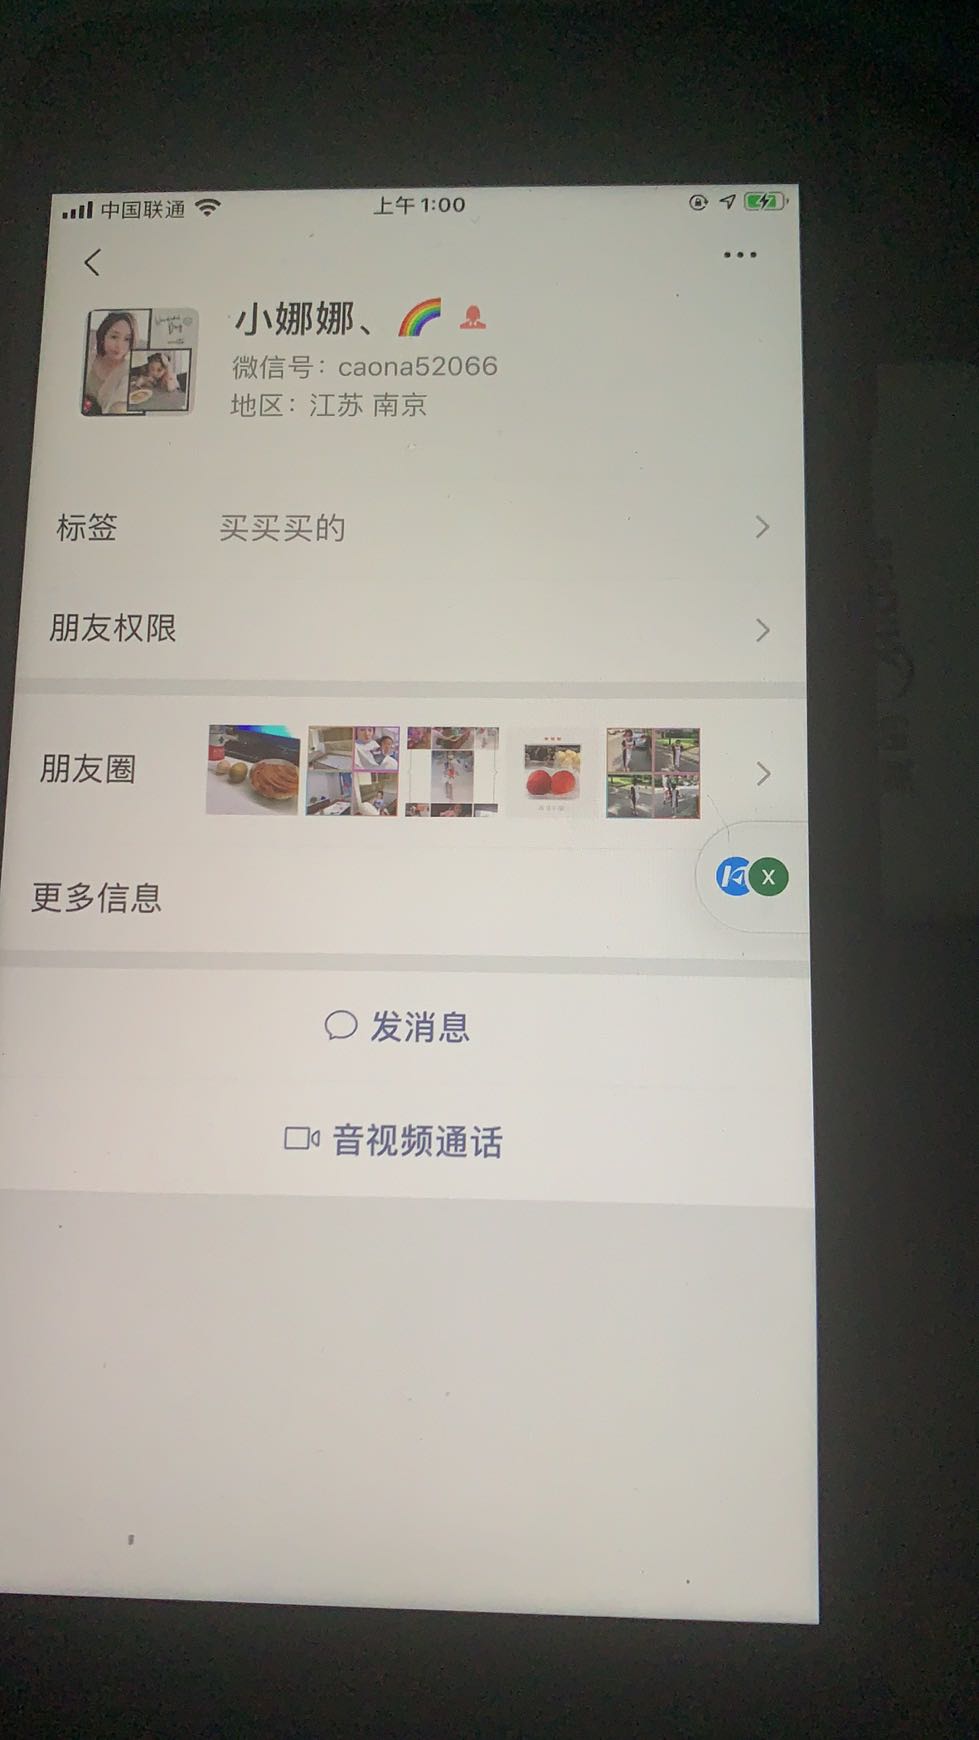 中国联通 上午1:00
小娜娜、
微信号：caona52066
地区：江苏 南京
标签 买买买的
朋友权限
朋友圈
更多信息
X
发消息
音视频通话